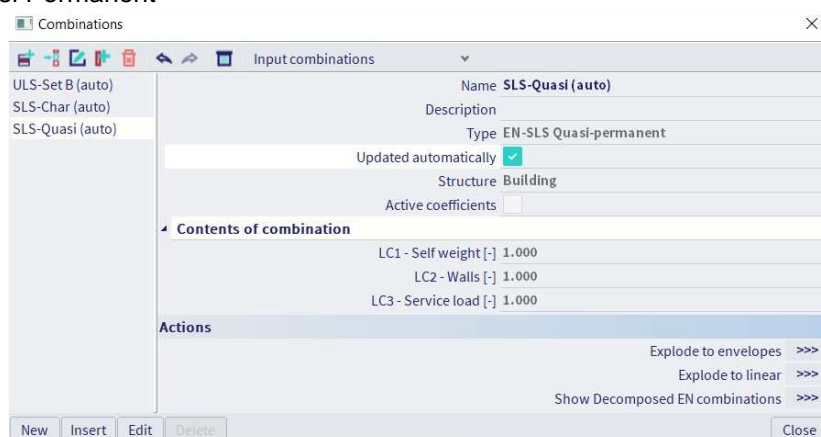 Combinations
Input combinations
ULS-Set B (auto)
SLS-Char (auto)
SLS-Quasi (auto)
Name SLS-Quasi (auto)
Description
Type EN-SLS Quasi-permanent
Updated automatically
Structure Building
Active coefficients
Contents of combination
LC1 - Self weight [-] 1.000
LC2 - Walls [-] 1.000
LC3 - Service load [-] 1.000
Actions
Explode to envelopes >>>
Explode to linear >>>
Show Decomposed EN combinations >>>
New Insert Edit Delete Close